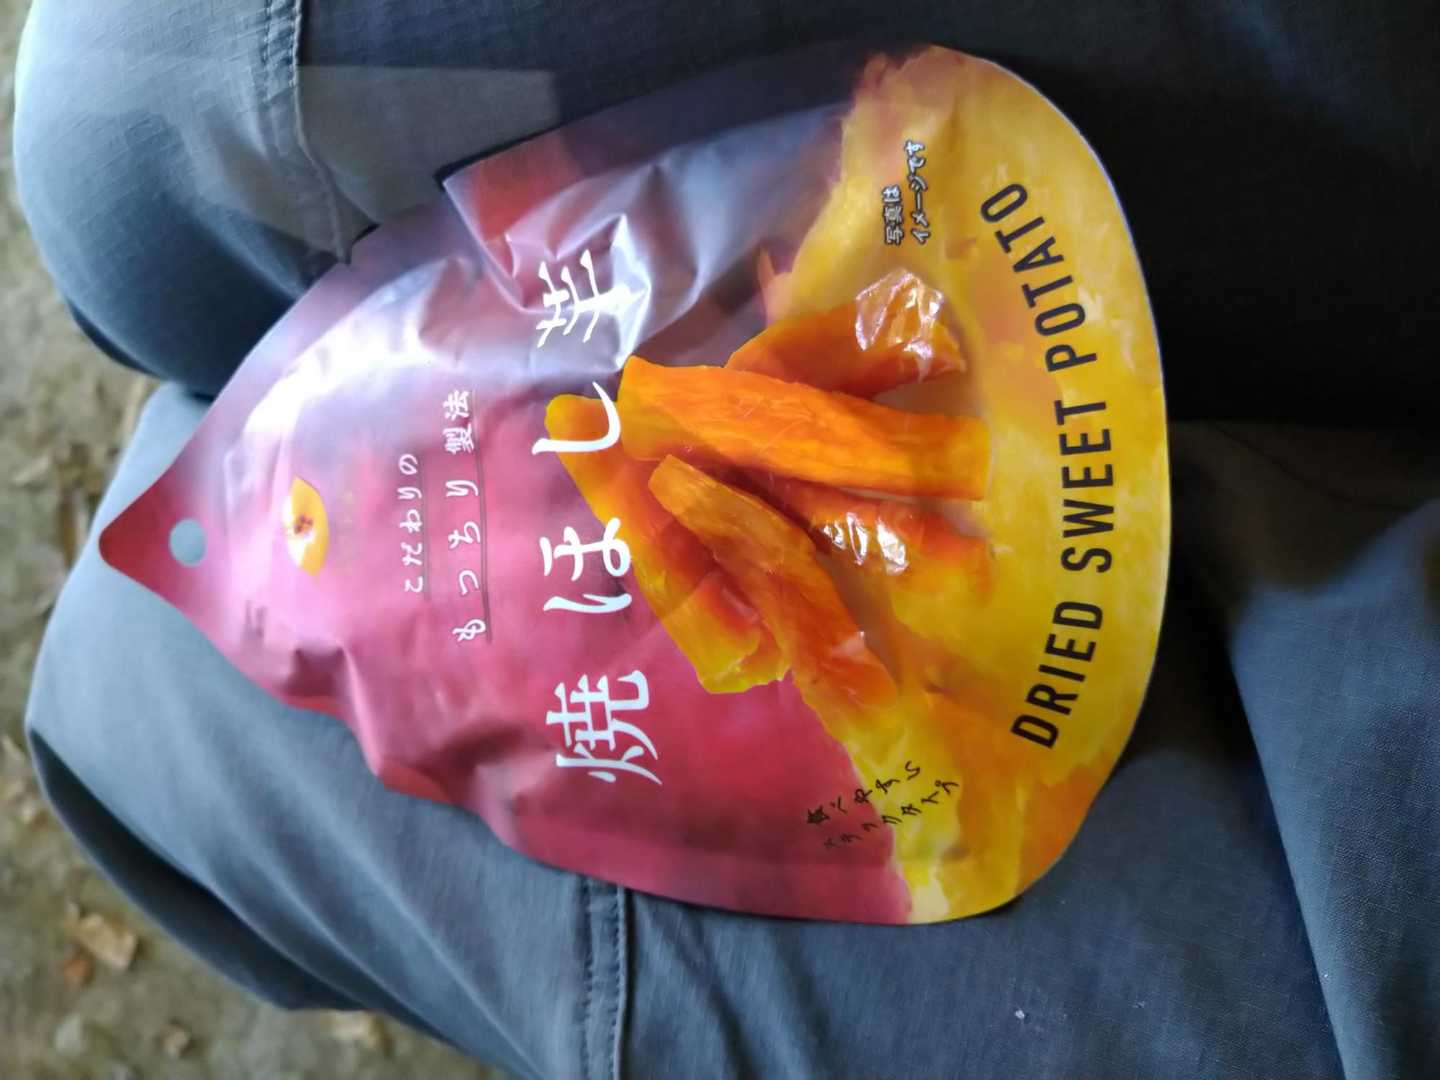 こだわりの
もっちり製法
焼ほし芋
食べやすい
スティックタイプ
写真は
イメージです
DRIED SWEET POTATO